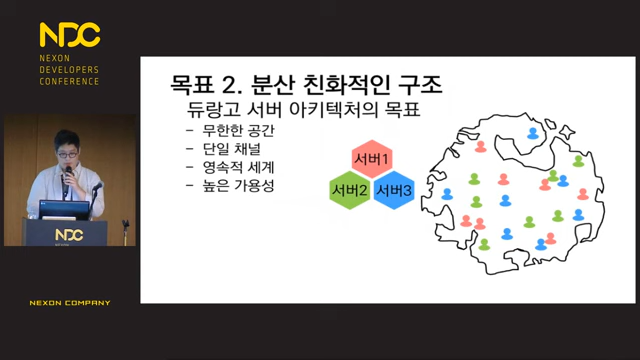 NDC
NEXON
DEVELOPERS
CONFERENCE
목표 2. 분산 친화적인 구조
듀랑고 서버 아키텍처의 목표
- 무한한 공간
- 단일 채널
- 영속적 세계
- 높은 가용성
서버1
서버2
서버3
NDC
NEXON COMPANY